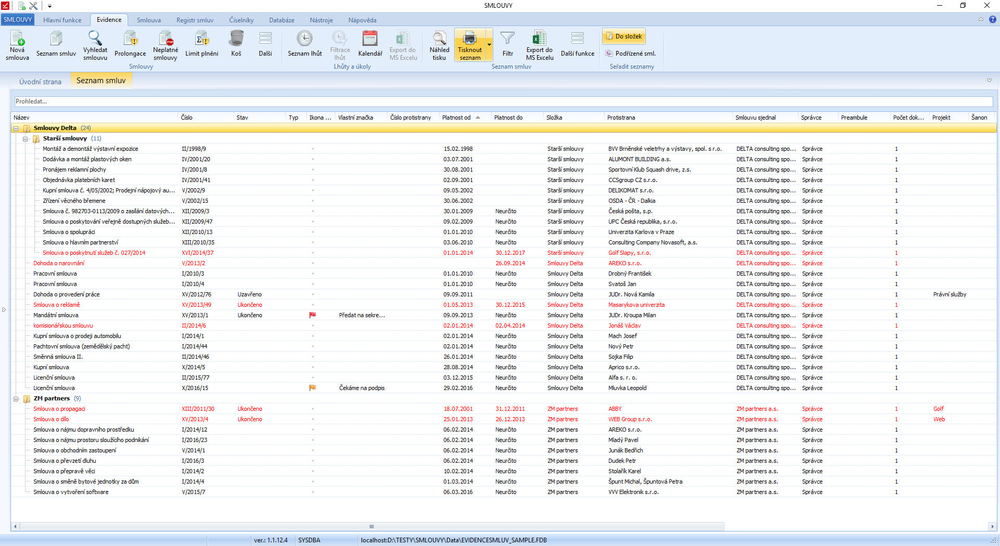 SMLOUVY
SMLOUVY Hlavní funkce Evidence Smlouva Registr smluv Číselníky Databáze Nástroje Nápověda
Nová smlouva Seznam smluv Vyhledat smlouvu Prolongace Neplatné smlouvy Limit plnění Koš Další Seznam lhůt Filtrace lhůt Kalendář Export do MS Excelu Náhled tisku Tisknout seznam Filtr Export do MS Excelu Další funkce Do složek Podřízené sml.
Smlouvy Lhůty a úkoly Seznam smluv Seřadit seznamy
Úvodní strana Seznam smluv
Prohledat...
Název Číslo Stav Typ Ikona ... Vlastní značka Číslo protistrany Platnost od Platnost do Složka Protistrana Smlouvu sjednal Správce Preambule Počet dok... Projekt Šanon
Smlouvy Delta (24)
Starší smlouvy (11)
Montáž a demontáž výstavní expozice II/1998/9 15.02.1998 Starší smlouvy BVV Brněnské veletrhy a výstavy, spol. s r.o. DELTA consulting spo... Správce 1
Dodávka a montáž plastových oken IV/2001/20 03.07.2001 Starší smlouvy ALUMONT BUILDING a.s. DELTA consulting spo... Správce 1
Pronájem reklamní plochy IV/2001/8 30.08.2001 Starší smlouvy Sportovní Klub Squash drive, z.s. DELTA consulting spo... Správce 1
Objednávka platebních karet IV/2001/41 02.09.2001 Starší smlouvy CCSgroup CZ s.r.o. DELTA consulting spo... Správce 1
Kupní smlouva č. 4/05/2002; Prodejní nápojový au... V/2002/9 09.05.2002 Starší smlouvy DELIKOMAT s.r.o. DELTA consulting spo... Správce 1
Zřízení věcného břemene V/2002/15 30.06.2002 Starší smlouvy OSDA - ČR - Dalkia DELTA consulting spo... Správce 1
Smlouva č. 982703-0113/2009 o zasílání datových... XII/2009/3 30.01.2009 Neurčito Starší smlouvy Česká pošta, s.p. DELTA consulting spo... Správce 1
Smlouva o poskytování veřejně dostupných služeb... XII/2009/47 09.02.2009 Neurčito Starší smlouvy UPC Česká republika, s.r.o. DELTA consulting spo... Správce 1
Smlouva o spolupráci XII/2010/13 01.01.2010 Neurčito Starší smlouvy Univerzita Karlova v Praze DELTA consulting spo... Správce 1
Smlouva o hlavním partnerství XIII/2010/35 03.06.2010 Neurčito Starší smlouvy Consulting Company Novasoft, a.s. DELTA consulting spo... Správce 1
Smlouva o poskytnutí služeb č. 027/2014 XVI/2014/37 01.01.2014 30.12.2017 Starší smlouvy Golf Slapy, s.r.o. DELTA consulting spo... Správce 1
Dohoda o narovnání V/2013/2 26.09.2014 Smlouvy Delta AREKO s.r.o. DELTA consulting spo... Správce 1
Pracovní smlouva I/2010/3 01.01.2010 Neurčito Smlouvy Delta Drobný František DELTA consulting spo... Správce 1
Pracovní smlouva I/2010/4 01.01.2010 Neurčito Smlouvy Delta Svatoš Jan DELTA consulting spo... Správce 1
Dohoda o provedení práce XV/2012/76 Uzavřeno 09.09.2011 Smlouvy Delta JUDr. Nová Kamila DELTA consulting spo... Správce 1 Právní služby
Smlouva o reklamě XV/2013/49 Ukončeno 01.05.2013 30.12.2015 Smlouvy Delta Masarykova univerzita DELTA consulting spo... Správce 1
Mandátní smlouva XV/2013/1 Ukončeno Předat na sekre... 09.09.2013 Neurčito Smlouvy Delta JUDr. Kroupa Milan DELTA consulting spo... Správce 1
komisionářskou smlouvu II/2014/6 02.01.2014 02.04.2014 Smlouvy Delta Jonáš Václav DELTA consulting spo... Správce 1
Kupní smlouva o prodeji automobilu I/2014/1 02.01.2014 Neurčito Smlouvy Delta Mach Josef DELTA consulting spo... Správce 1
Pachtovní smlouva (zemědělský pacht) I/2014/44 02.01.2014 Neurčito Smlouvy Delta Nový Petr DELTA consulting spo... Správce 1
Směnná smlouva II. II/2014/46 26.01.2014 Neurčito Smlouvy Delta Sojka Filip DELTA consulting spo... Správce 1
Kupní smlouva X/2014/5 28.08.2014 Neurčito Smlouvy Delta Aprico s.r.o. DELTA consulting spo... Správce 1
Licenční smlouva II/2015/77 03.12.2015 Neurčito Smlouvy Delta Alfa s. r. o. DELTA consulting spo... Správce 1
Licenční smlouva X/2016/15 Čekáme na podpis 29.02.2016 Neurčito Smlouvy Delta Mluvka Leopold DELTA consulting spo... Správce 1
ZM partners (9)
Smlouva o propagaci XIII/2011/30 Ukončeno 18.07.2001 31.12.2011 ZM partners ABBY ZM partners a.s. Správce 1 Golf
Smlouva o dílo XV/2013/4 Ukončeno 25.01.2013 26.12.2013 ZM partners WEB Group s.r.o. ZM partners a.s. Správce 1 Web
Smlouva o nájmu dopravního prostředku I/2014/12 06.02.2014 Neurčito ZM partners AREKO s.r.o. ZM partners a.s. Správce 1
Smlouva o nájmu prostoru sloužícího podnikání I/2016/23 06.02.2014 Neurčito ZM partners Mladý Pavel ZM partners a.s. Správce 1
Smlouva o obchodním zastoupení V/2014/1 06.02.2014 Neurčito ZM partners Junák Bedřich ZM partners a.s. Správce 1
Smlouva o převzetí dluhu I/2016/3 06.02.2014 Neurčito ZM partners Dudek Petr ZM partners a.s. Správce 1
Smlouva o přepravě věci I/2014/2 10.02.2014 Neurčito ZM partners Stolařík Karel ZM partners a.s. Správce 1
Smlouva o směně bytové jednotky za dům I/2014/4 01.03.2014 Neurčito ZM partners Špunt Michal, Špuntová Petra ZM partners a.s. Správce 1
Smlouva o vytvoření software V/2015/7 06.03.2016 Neurčito ZM partners VVV Elektronik s.r.o. ZM partners a.s. Správce 1
ver.: 1.1.12.4 SYSDBA localhost:D:\TESTY\SMLOUVY\Data\EVIDENCESMLUV_SAMPLE.FDB